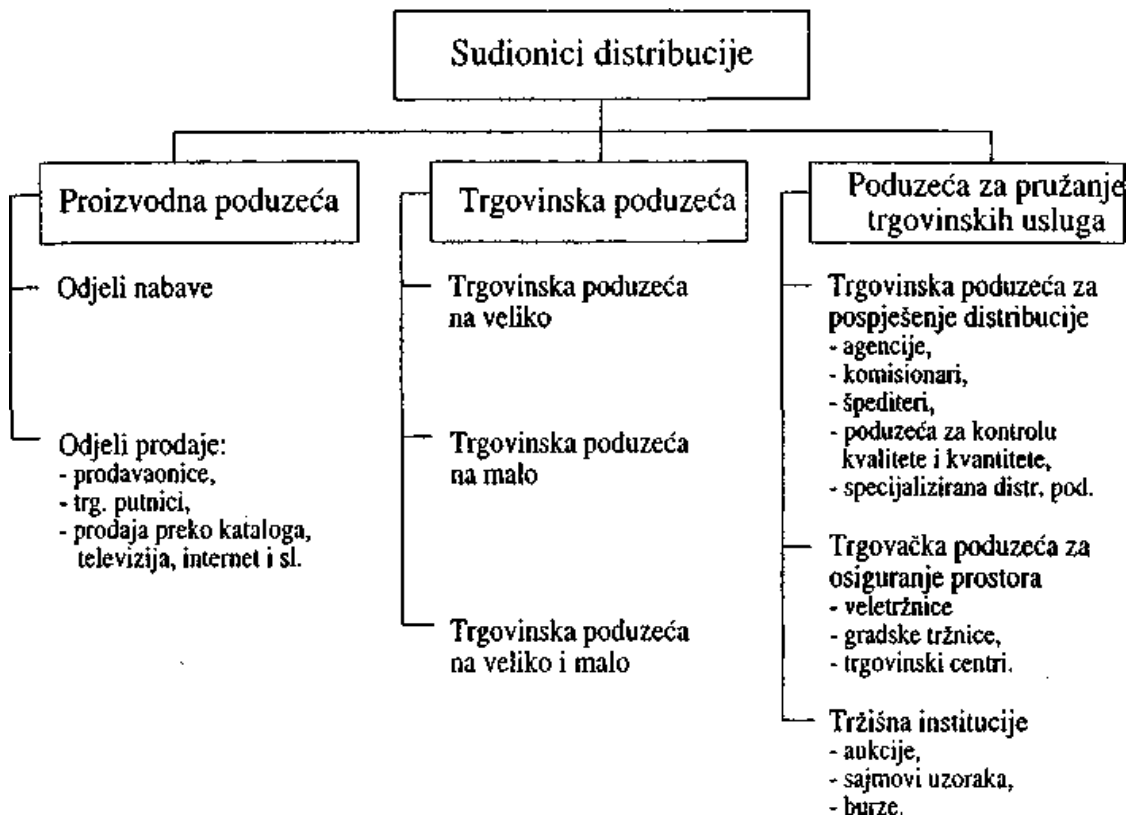 Sudionici distribucije
Proizvodna poduzeća
Odjeli nabave
Odjeli prodaje:
- prodavaonice,
- trg. putnici,
- prodaja preko kataloga,
televizija, internet i sl.
Trgovinska poduzeća
Trgovinska poduzeća
na veliko
Trgovinska poduzeća
na malo
Trgovinska poduzeća
na veliko i malo
Poduzeća za pružanje
trgovinskih usluga
Trgovinska poduzeća za
pospješenje distribucije
- agencije,
- komisionari,
- špediteri,
- poduzeća za kontrolu
kvalitete i kvantitete,
- specijalizirana distr. pod.
Trgovačka poduzeća za
osiguranje prostora
- veletržnice
- gradske tržnice,
- trgovinski centri.
Tržišna institucije
- aukcije,
- sajmovi uzoraka,
- burze.